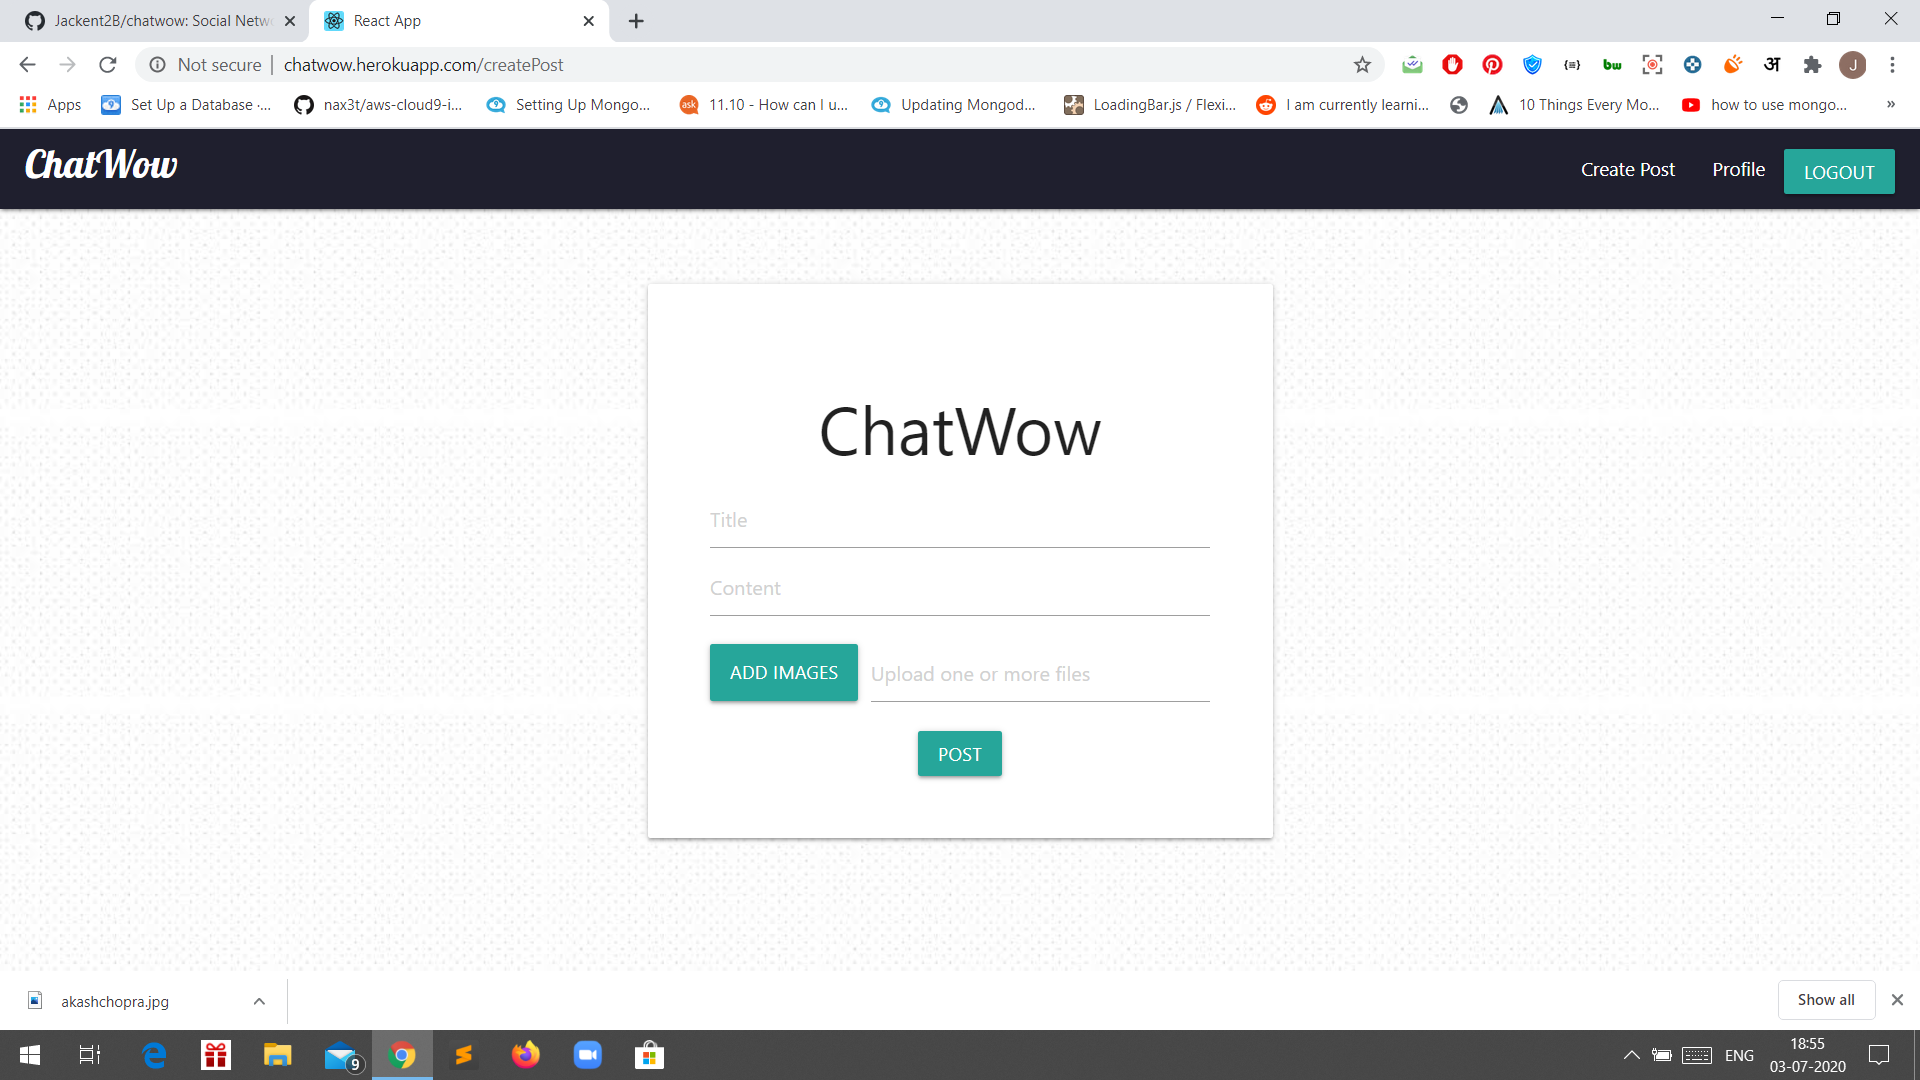 Jackent2B/chatwow: Social Netw
React App
Not secure
chatwow.herokuapp.com/createPost
{≡}
bw
अ
J
Apps
Set Up a Database ·...
nax3t/aws-cloud9-i...
Setting Up Mongo...
ask
11.10 - How can I u...
Updating Mongod...
LoadingBar.js / Flexi...
I am currently learni...
10 Things Every Mo...
how to use mongo...
»
ChatWow
Create Post
Profile
LOGOUT
ChatWow
Title
Content
ADD IMAGES
Upload one or more files
POST
akashchopra.jpg
Show all
9
ENG
18:55
03-07-2020